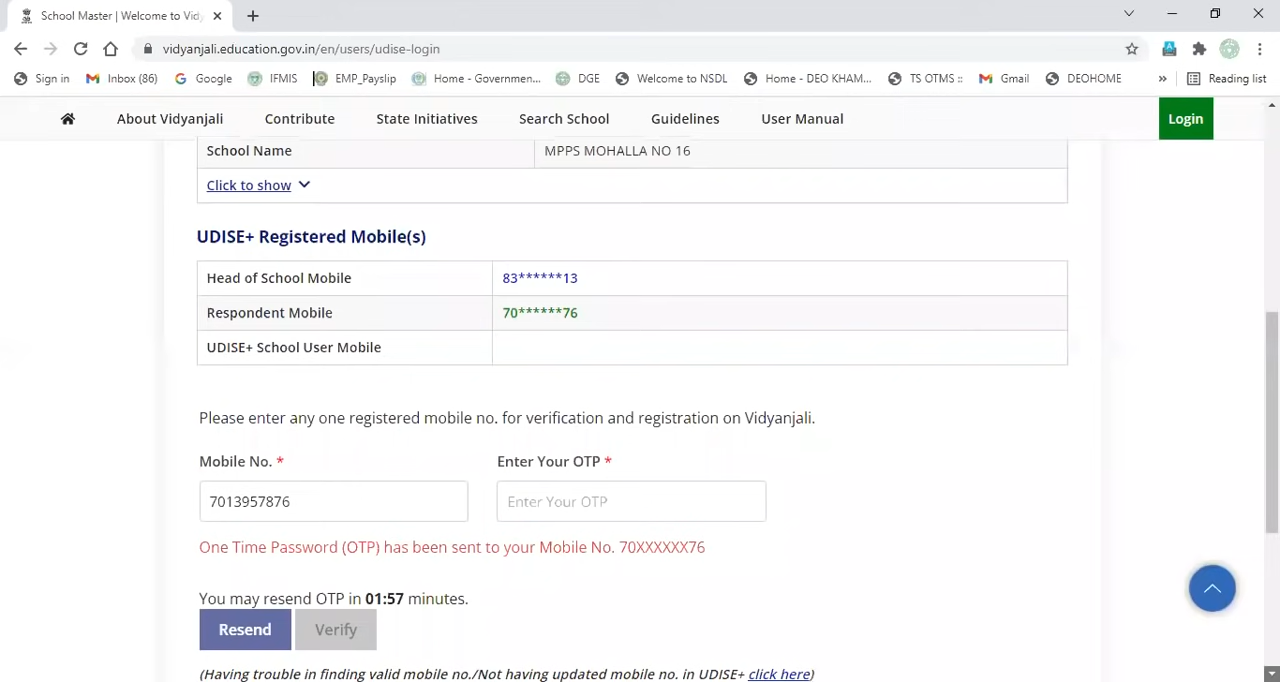 School Master | Welcome to Vidy
vidyanjali.education.gov.in/en/users/udise-login
Sign in Inbox (86) Google IFMIS EMP_Payslip Home - Governmen... DGE Welcome to NSDL Home - DEO KHAM... TS OTMS :: Gmail DEOHOME » Reading list
About Vidyanjali Contribute State Initiatives Search School Guidelines User Manual Login
School Name MPPS MOHALLA NO 16
Click to show
UDISE+ Registered Mobile(s)
Head of School Mobile 83******13
Respondent Mobile 70******76
UDISE+ School User Mobile
Please enter any one registered mobile no. for verification and registration on Vidyanjali.
Mobile No. * Enter Your OTP *
7013957876 Enter Your OTP
One Time Password (OTP) has been sent to your Mobile No. 70XXXXXX76
You may resend OTP in 01:57 minutes.
Resend Verify
(Having trouble in finding valid mobile no./Not having updated mobile no. in UDISE+ click here)